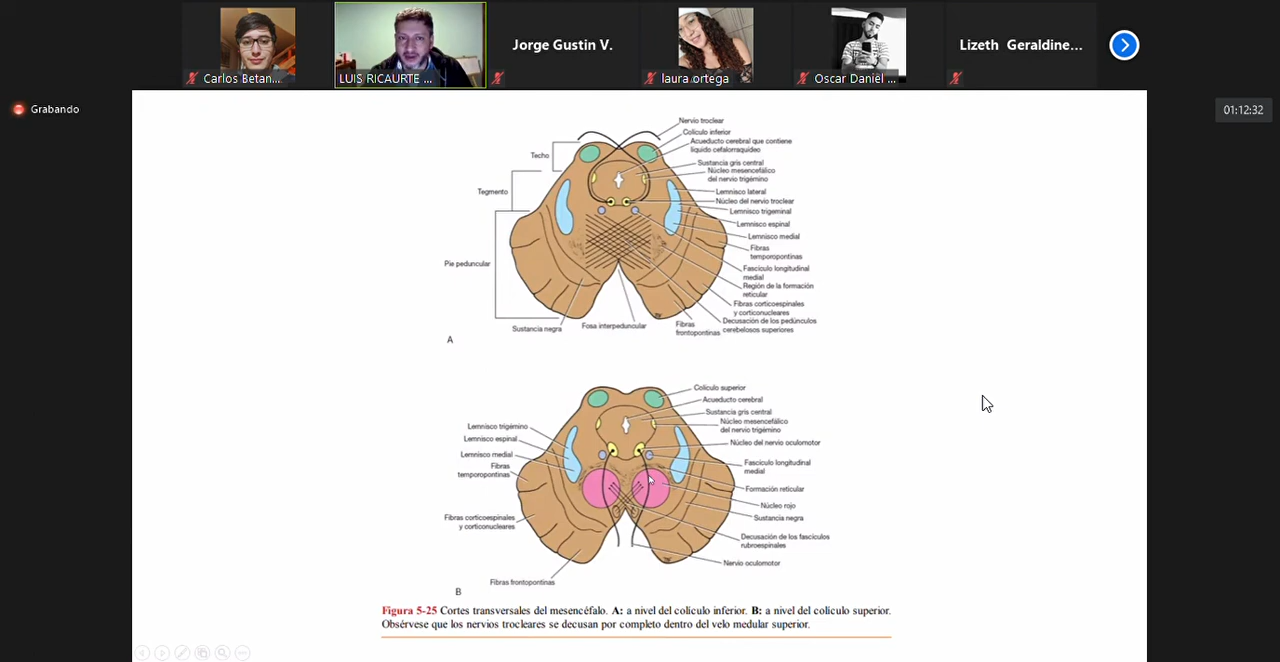 Carlos Betan...
LUIS RICAURTE ...
Jorge Gustin V.
laura ortega
Oscar Daniel ...
Lizeth Geraldine...
Grabando
01:12:32
Nervio troclear
Colículo inferior
Acueducto cerebral que contiene
líquido cefalorraquídeo
Sustancia gris central
Núcleo mesencefálico
del nervio trigémino
Lemnisco lateral
Núcleo del nervio troclear
Lemnisco trigeminal
Lemnisco espinal
Lemnisco medial
Fibras
temporopontinas
Fascículo longitudinal
medial
Región de la formación
reticular
Fibras corticoespinales
y corticonucleares
Decusación de los pedúnculos
cerebelosos superiores
Techo
Tegmento
Pie peduncular
Sustancia negra
Fosa interpeduncular
Fibras
frontopontinas
A
Colículo superior
Acueducto cerebral
Sustancia gris central
Núcleo mesencefálico
del nervio trigémino
Núcleo del nervio oculomotor
Fascículo longitudinal
medial
Formación reticular
Núcleo rojo
Sustancia negra
Decusación de los fascículos
rubroespinales
Nervio oculomotor
Lemnisco trigémino
Lemnisco espinal
Lemnisco medial
Fibras
temporopontinas
Fibras corticoespinales
y corticonucleares
Fibras frontopontinas
B
Figura 5-25 Cortes transversales del mesencéfalo. A: a nivel del colículo inferior. B: a nivel del colículo superior.
Obsérvese que los nervios trocleares se decusan por completo dentro del velo medular superior.